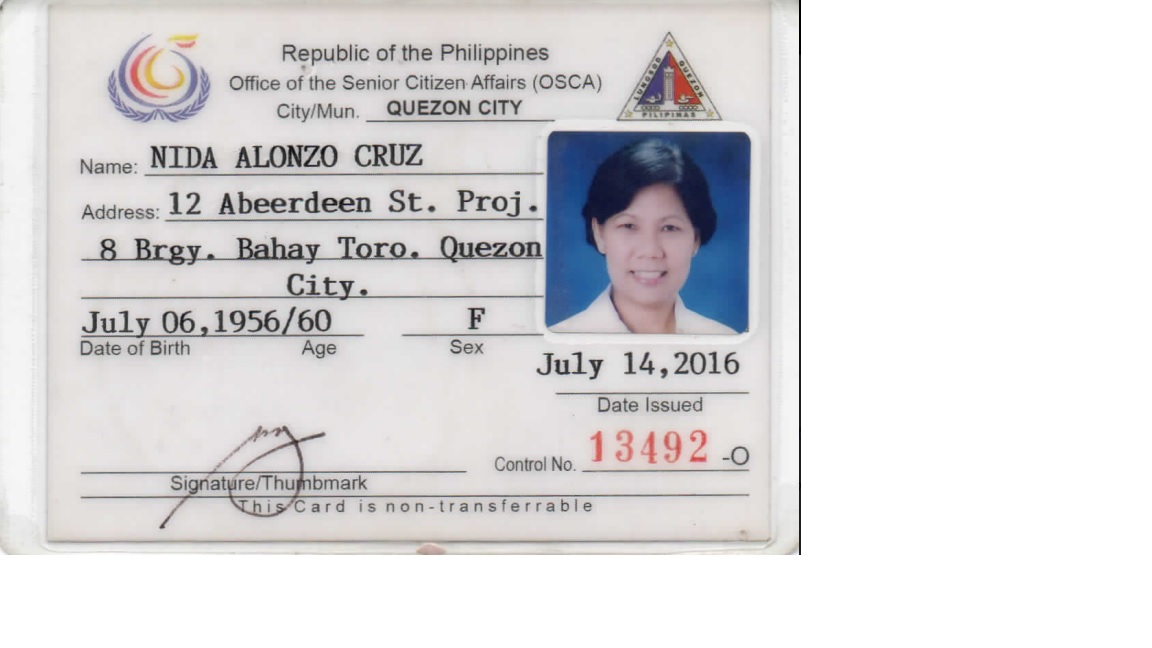 Republic of the Philippines
Office of the Senior Citizen Affairs (OSCA)
City/Mun. QUEZON CITY
LUNGSOD QUEZON
PILIPINAS
Name: NIDA ALONZO CRUZ
Address: 12 Abeerdeen St. Proj.
8 Brgy. Bahay Toro. Quezon
City.
July 06,1956/60 F
Date of Birth Age Sex
July 14,2016
Date Issued
Control No. 13492 -O
Signature/Thumbmark
This Card is non-transferrable